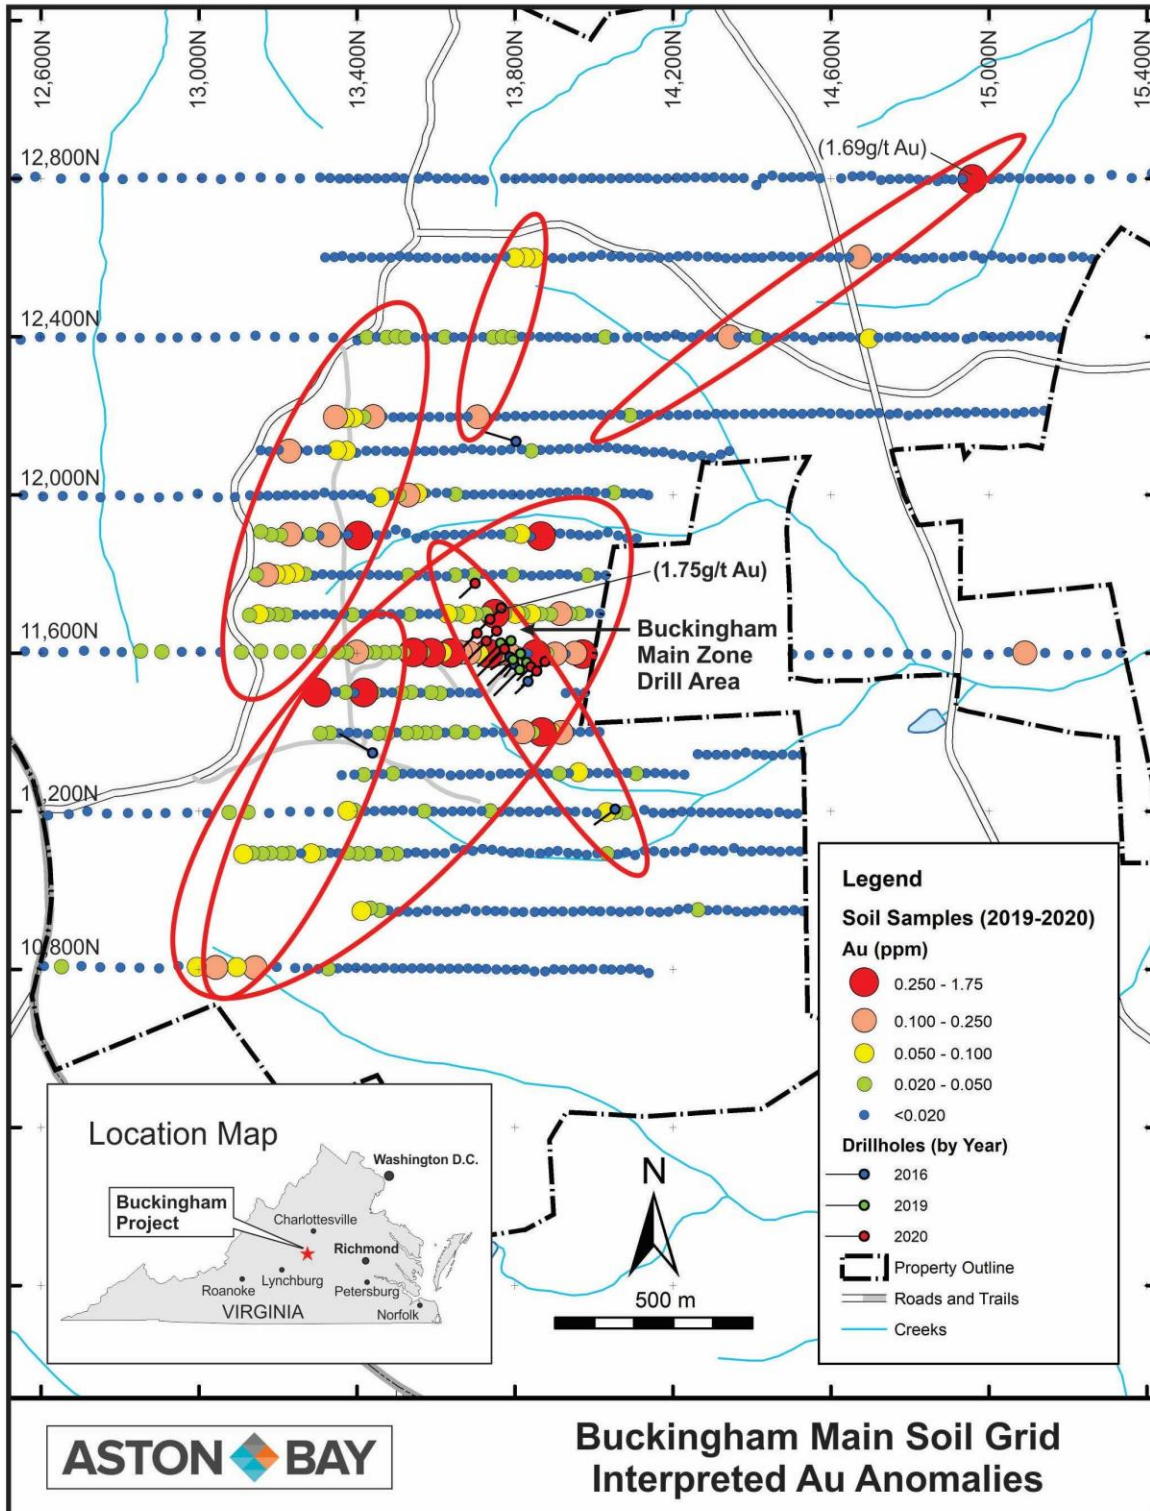 12,600N
13,000N
13,400N
13,800N
14,200N
14,600N
15,000N
15,400N
12,800N
(1.69g/t Au)
12,400N
12,000N
(1.75g/t Au)
11,600N
Buckingham
Main Zone
Drill Area
11,200N
10,800N
Legend
Soil Samples (2019-2020)
Au (ppm)
0.250 - 1.75
0.100 - 0.250
0.050 - 0.100
0.020 - 0.050
<0.020
Drillholes (by Year)
2016
2019
2020
Property Outline
Roads and Trails
Creeks
Location Map
Washington D.C.
Buckingham
Project
Charlottesville
Richmond
Roanoke
Lynchburg
Petersburg
VIRGINIA
Norfolk
N
500 m
ASTON BAY
Buckingham Main Soil Grid
Interpreted Au Anomalies